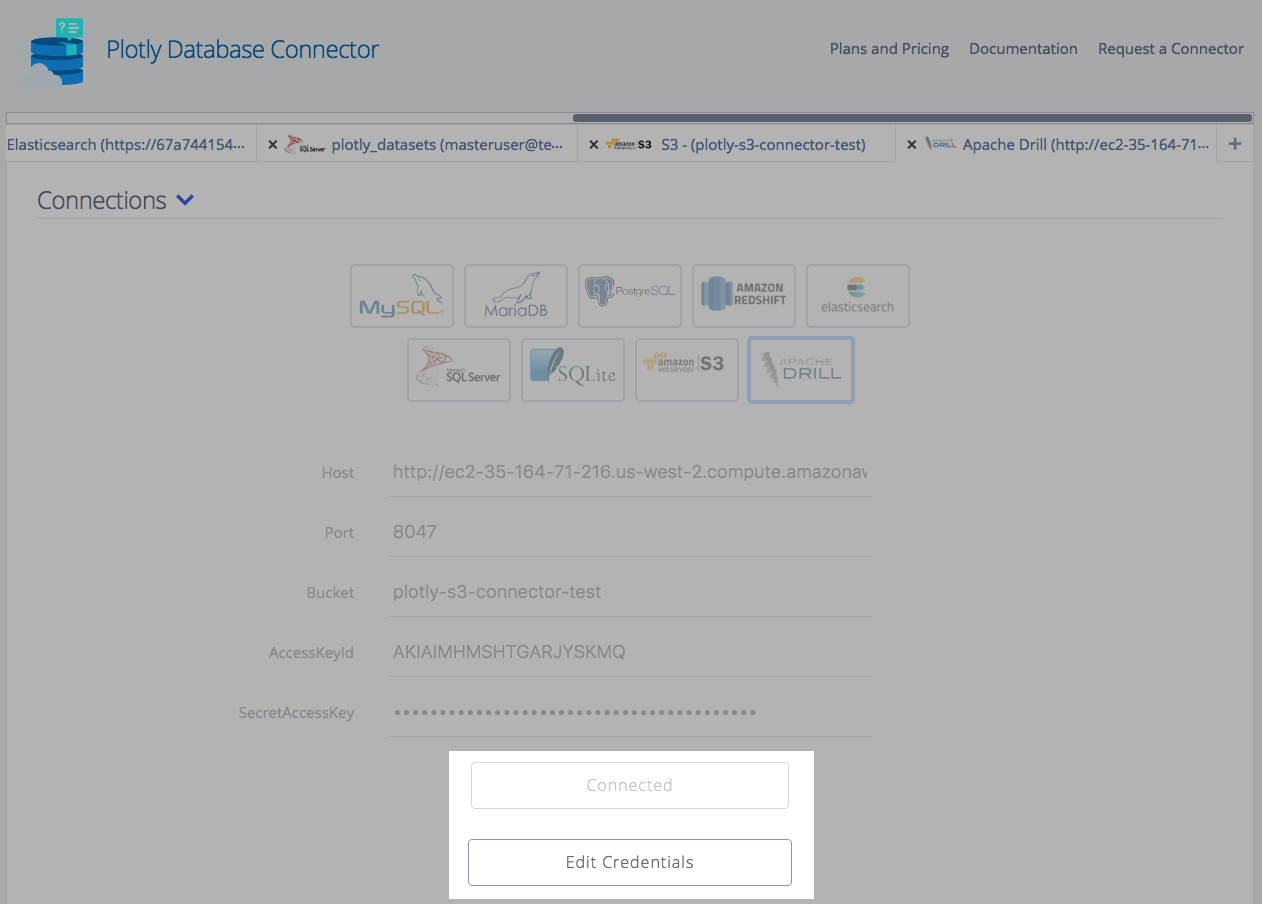 Plotly Database Connector
Plans and Pricing Documentation Request a Connector
Elasticsearch (https://67a744154... × SQL Server plotly_datasets (masteruser@te... × amazon webservices S3 S3 - (plotly-s3-connector-test) × DRILL Apache Drill (http://ec2-35-164-71... +
Connections
MySQL MariaDB PostgreSQL AMAZON REDSHIFT elasticsearch
Microsoft SQL Server SQLite amazon webservices S3 APACHE DRILL
Host http://ec2-35-164-71-216.us-west-2.compute.amazonaw
Port 8047
Bucket plotly-s3-connector-test
AccessKeyId AKIAIMHMSHTGARJYSKMQ
SecretAccessKey ••••••••••••••••••••••••••••••••••••••••
Connected
Edit Credentials